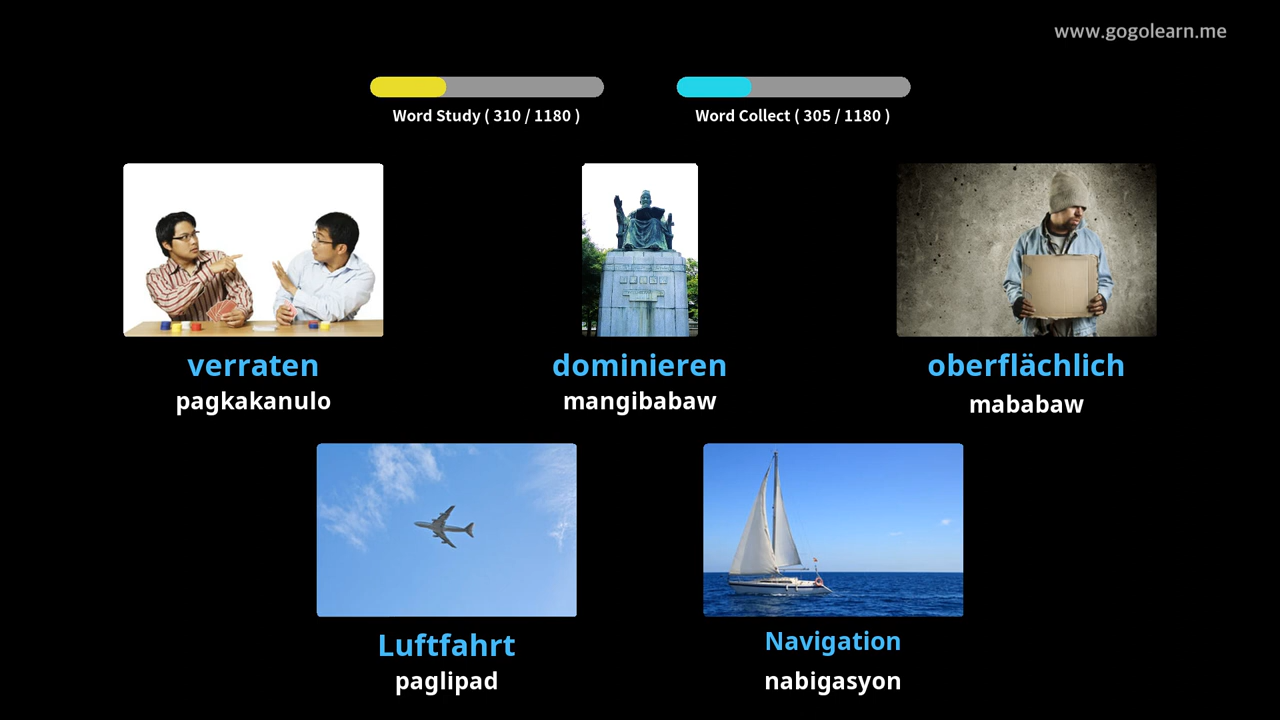 www.gogolearn.me
Word Study ( 310 / 1180 )
Word Collect ( 305 / 1180 )
verraten
pagkakanulo
dominieren
mangibabaw
oberflächlich
mababaw
Luftfahrt
paglipad
Navigation
nabigasyon